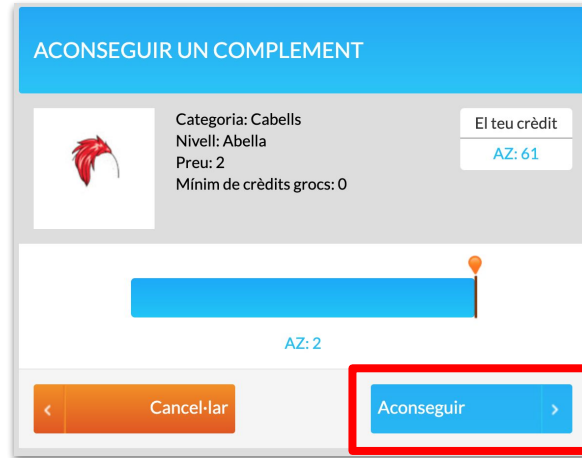 ACONSEGUIR UN COMPLEMENT
Categoria: Cabells
Nivell: Abella
Preu: 2
Mínim de crèdits grocs: 0
El teu crèdit
AZ: 61
AZ: 2
Cancel·lar
Aconseguir